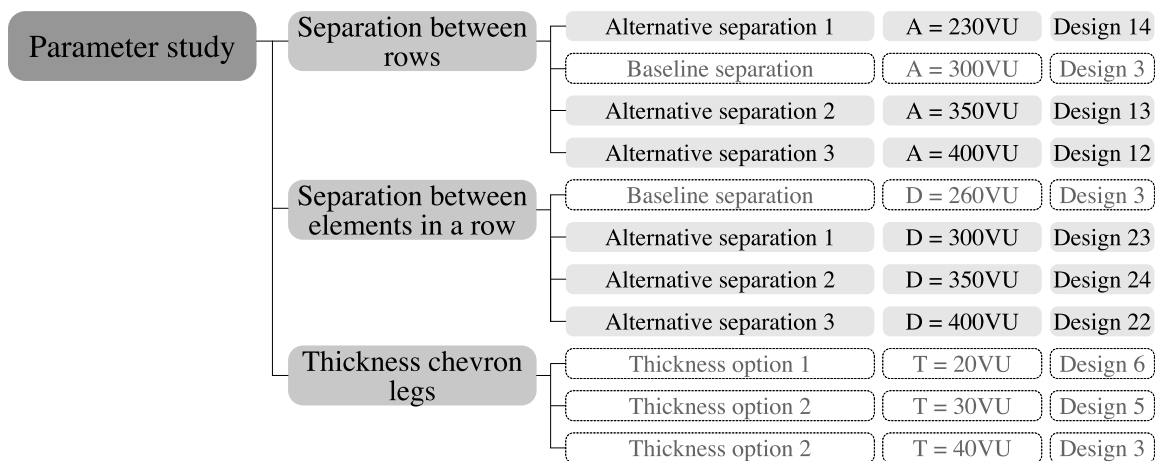 Parameter study
Separation between
rows
Alternative separation 1 A = 230VU Design 14
Baseline separation A = 300VU Design 3
Alternative separation 2 A = 350VU Design 13
Alternative separation 3 A = 400VU Design 12
Separation between
elements in a row
Baseline separation D = 260VU Design 3
Alternative separation 1 D = 300VU Design 23
Alternative separation 2 D = 350VU Design 24
Alternative separation 3 D = 400VU Design 22
Thickness chevron
legs
Thickness option 1 T = 20VU Design 6
Thickness option 2 T = 30VU Design 5
Thickness option 2 T = 40VU Design 3